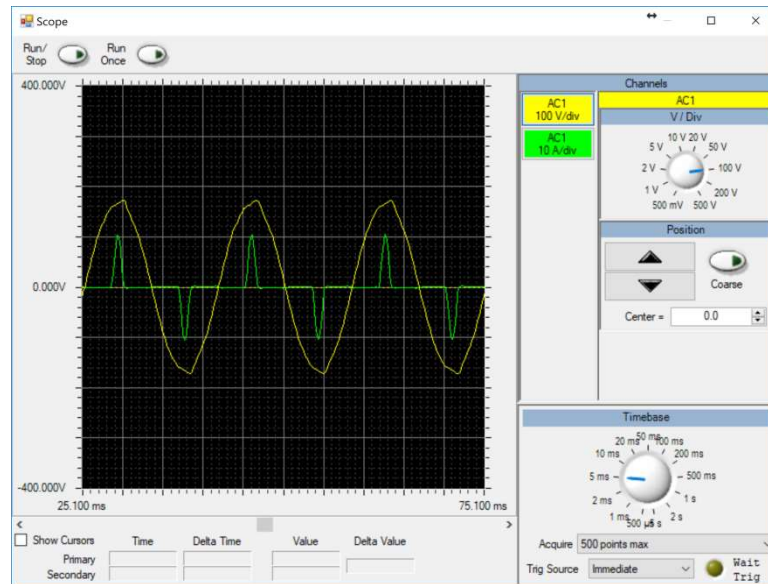 Scope
Run/
Stop
Run
Once
400.000V
0.000V
-400.000V
25.100 ms
75.100 ms
Show Cursors
Time
Delta Time
Value
Delta Value
Primary
Secondary
Channels
AC1
100 V/div
AC1
10 A/div
AC1
V / Div
10 V 20 V
5 V
50 V
2 V
100 V
1 V
200 V
500 mV
500 V
Position
Coarse
Center =
0.0
Timebase
50 ms
20 ms
100 ms
10 ms
200 ms
5 ms
500 ms
2 ms
1 s
1 ms
2 s
500 µs
5 s
Acquire
500 points max
Trig Source
Immediate
Wait
Trig